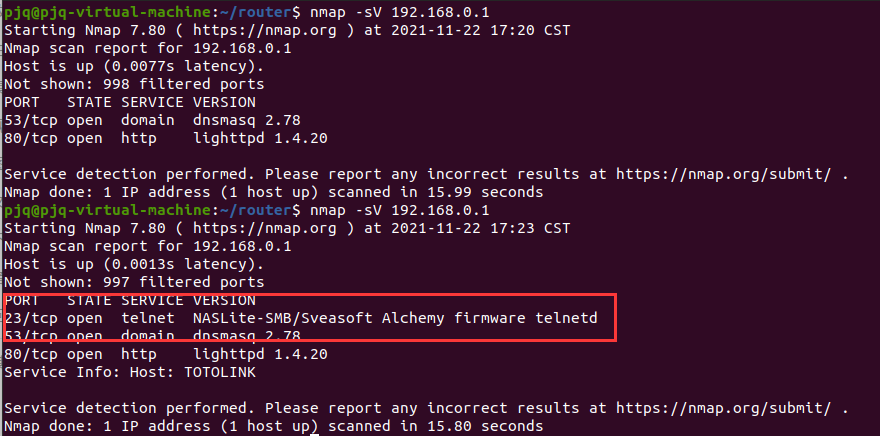 pjq@pjq-virtual-machine:~/router$ nmap -sV 192.168.0.1
Starting Nmap 7.80 ( https://nmap.org ) at 2021-11-22 17:20 CST
Nmap scan report for 192.168.0.1
Host is up (0.0077s latency).
Not shown: 998 filtered ports
PORT   STATE SERVICE VERSION
53/tcp open  domain  dnsmasq 2.78
80/tcp open  http    lighttpd 1.4.20

Service detection performed. Please report any incorrect results at https://nmap.org/submit/ .
Nmap done: 1 IP address (1 host up) scanned in 15.99 seconds
pjq@pjq-virtual-machine:~/router$ nmap -sV 192.168.0.1
Starting Nmap 7.80 ( https://nmap.org ) at 2021-11-22 17:23 CST
Nmap scan report for 192.168.0.1
Host is up (0.0013s latency).
Not shown: 997 filtered ports
PORT   STATE SERVICE VERSION
23/tcp open  telnet  NASLite-SMB/Sveasoft Alchemy firmware telnetd
53/tcp open  domain  dnsmasq 2.78
80/tcp open  http    lighttpd 1.4.20
Service Info: Host: TOTOLINK

Service detection performed. Please report any incorrect results at https://nmap.org/submit/ .
Nmap done: 1 IP address (1 host up) scanned in 15.80 seconds